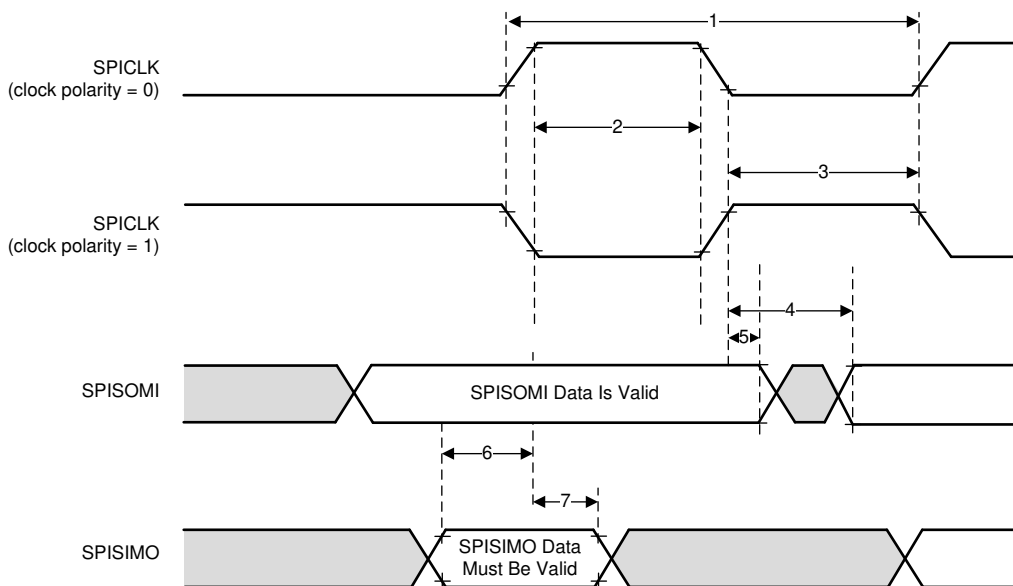 1
SPICLK
(clock polarity = 0)
2
3
SPICLK
(clock polarity = 1)
4
5
SPISOMI
SPISOMI Data Is Valid
6
7
SPISIMO
SPISIMO Data
Must Be Valid